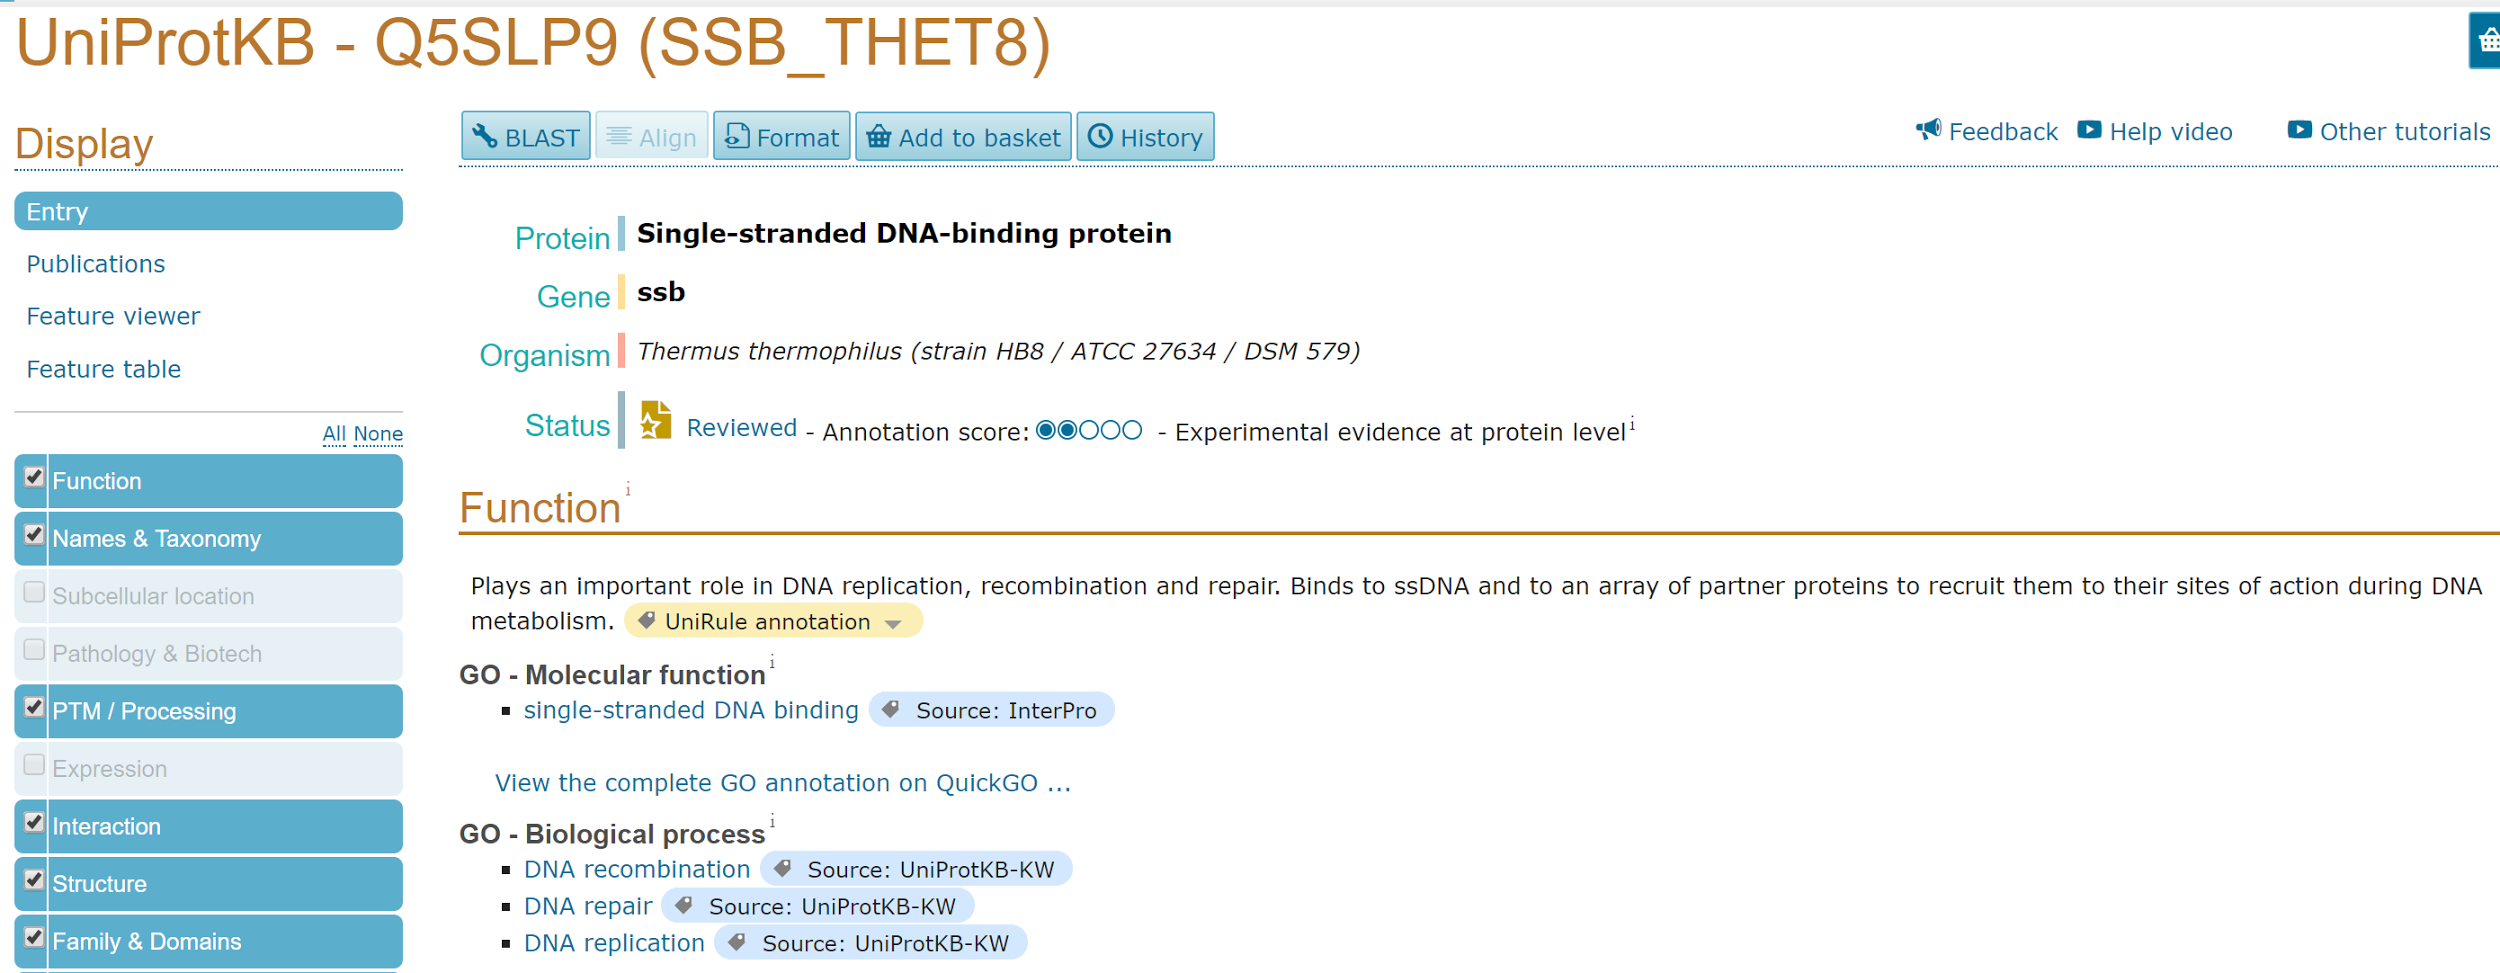 UniProtKB - Q5SLP9 (SSB_THET8)
Display
Entry
Publications
Feature viewer
Feature table
All None
Function
Names & Taxonomy
Subcellular location
Pathology & Biotech
PTM / Processing
Expression
Interaction
Structure
Family & Domains
BLAST Align Format Add to basket History
Feedback Help video Other tutorials
Protein Single-stranded DNA-binding protein
Gene ssb
Organism Thermus thermophilus (strain HB8 / ATCC 27634 / DSM 579)
Status Reviewed - Annotation score: - Experimental evidence at protein level i
Function i
Plays an important role in DNA replication, recombination and repair. Binds to ssDNA and to an array of partner proteins to recruit them to their sites of action during DNA
metabolism. UniRule annotation
GO - Molecular function i
single-stranded DNA binding Source: InterPro
View the complete GO annotation on QuickGO ...
GO - Biological process i
DNA recombination Source: UniProtKB-KW
DNA repair Source: UniProtKB-KW
DNA replication Source: UniProtKB-KW